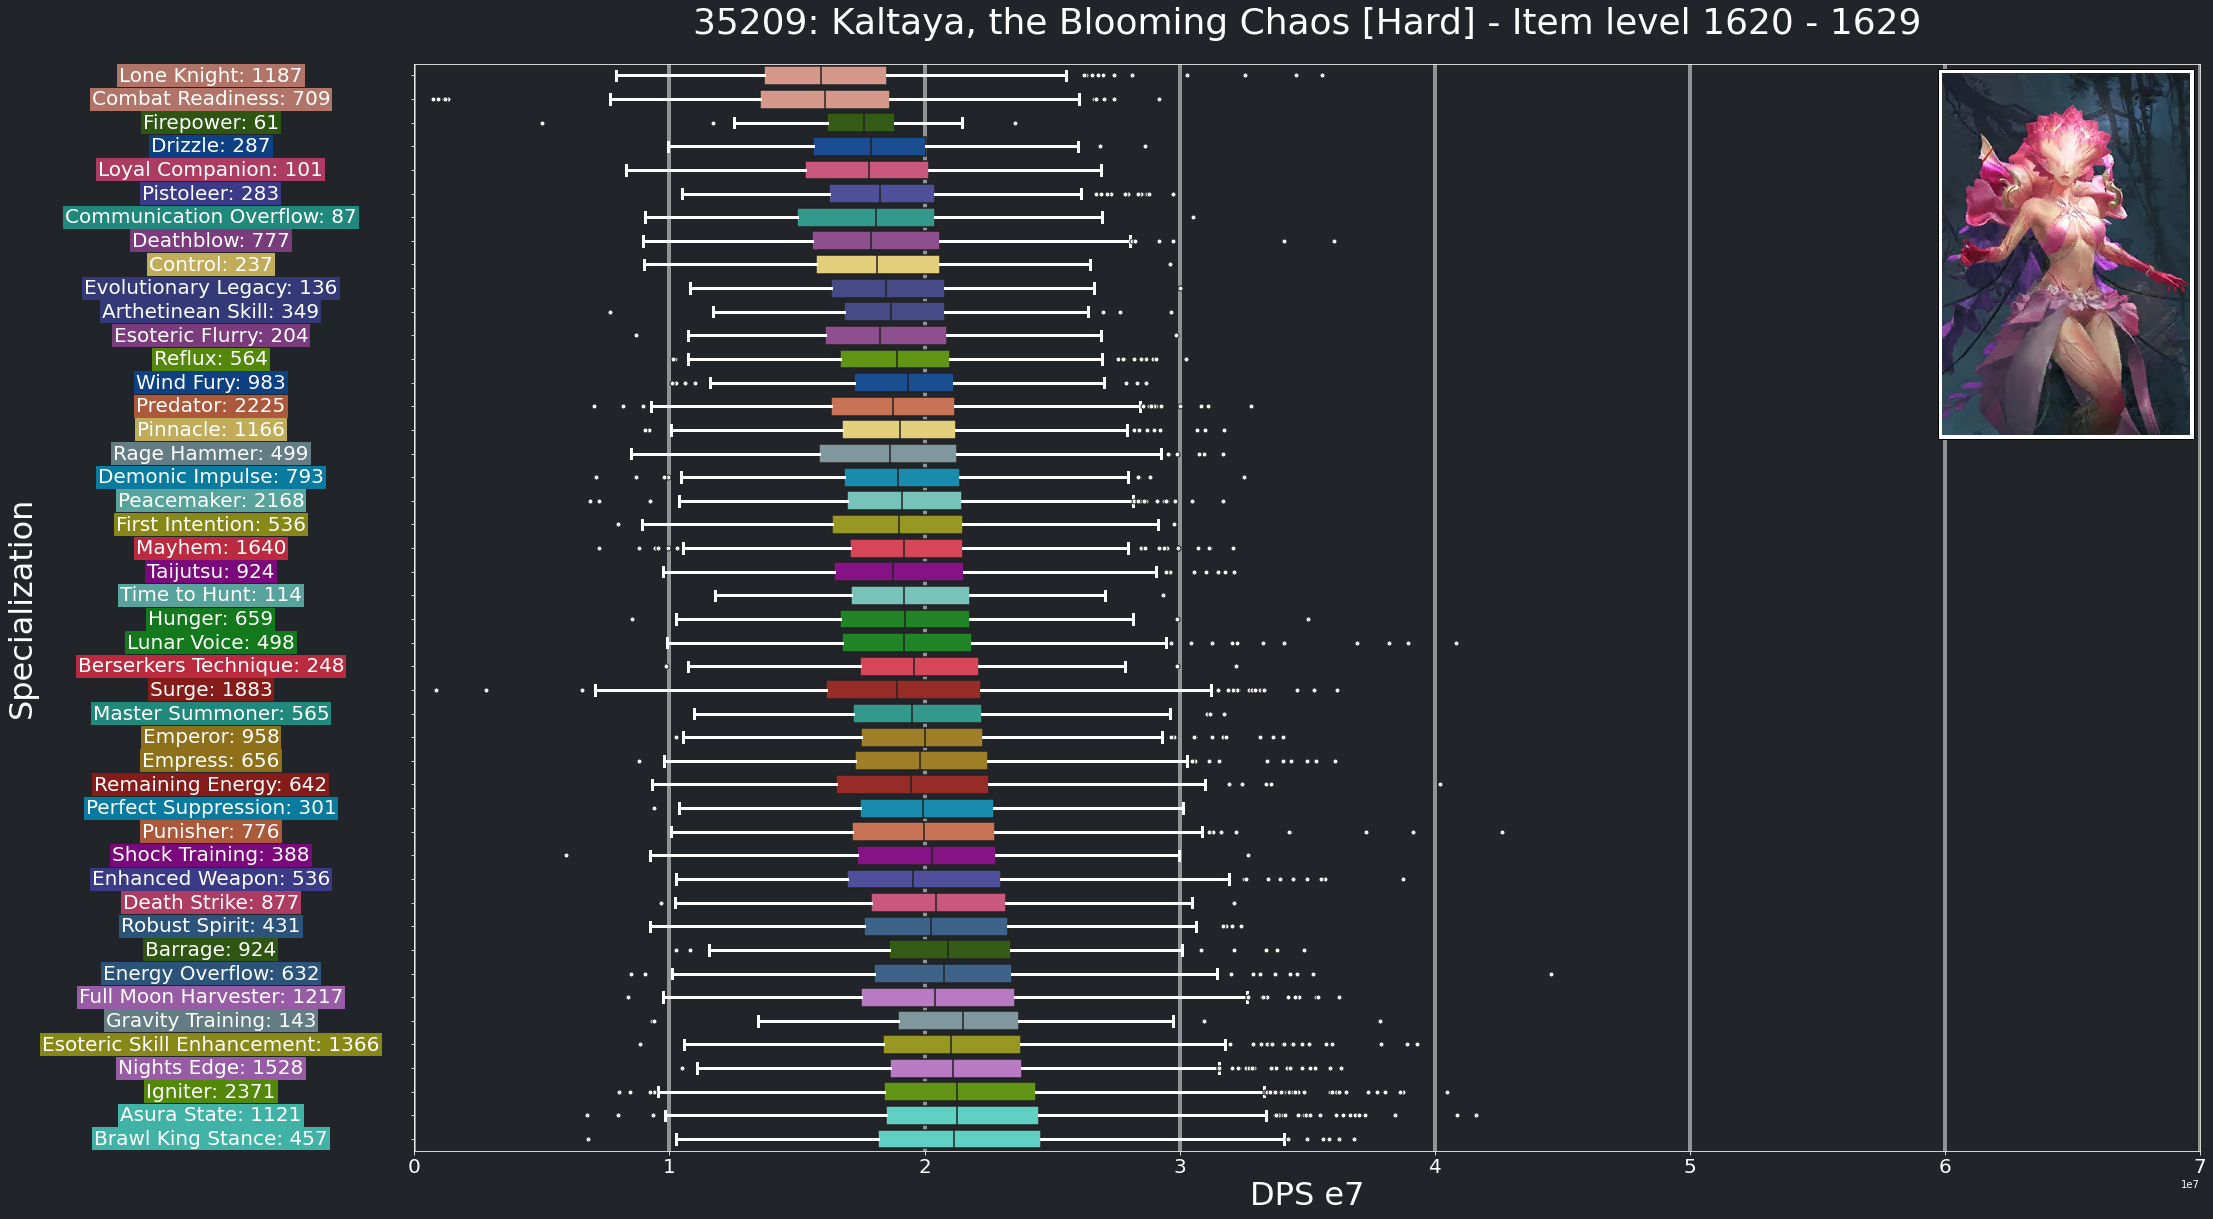 35209: Kaltaya, the Blooming Chaos [Hard] - Item level 1620 - 1629
Specialization
Lone Knight: 1187
Combat Readiness: 709
Firepower: 61
Drizzle: 287
Loyal Companion: 101
Pistoleer: 283
Communication Overflow: 87
Deathblow: 777
Control: 237
Evolutionary Legacy: 136
Arthetinean Skill: 349
Esoteric Flurry: 204
Reflux: 564
Wind Fury: 983
Predator: 2225
Pinnacle: 1166
Rage Hammer: 499
Demonic Impulse: 793
Peacemaker: 2168
First Intention: 536
Mayhem: 1640
Taijutsu: 924
Time to Hunt: 114
Hunger: 659
Lunar Voice: 498
Berserkers Technique: 248
Surge: 1883
Master Summoner: 565
Emperor: 958
Empress: 656
Remaining Energy: 642
Perfect Suppression: 301
Punisher: 776
Shock Training: 388
Enhanced Weapon: 536
Death Strike: 877
Robust Spirit: 431
Barrage: 924
Energy Overflow: 632
Full Moon Harvester: 1217
Gravity Training: 143
Esoteric Skill Enhancement: 1366
Nights Edge: 1528
Igniter: 2371
Asura State: 1121
Brawl King Stance: 457
0 1 2 3 4 5 6 7
1e7
DPS e7